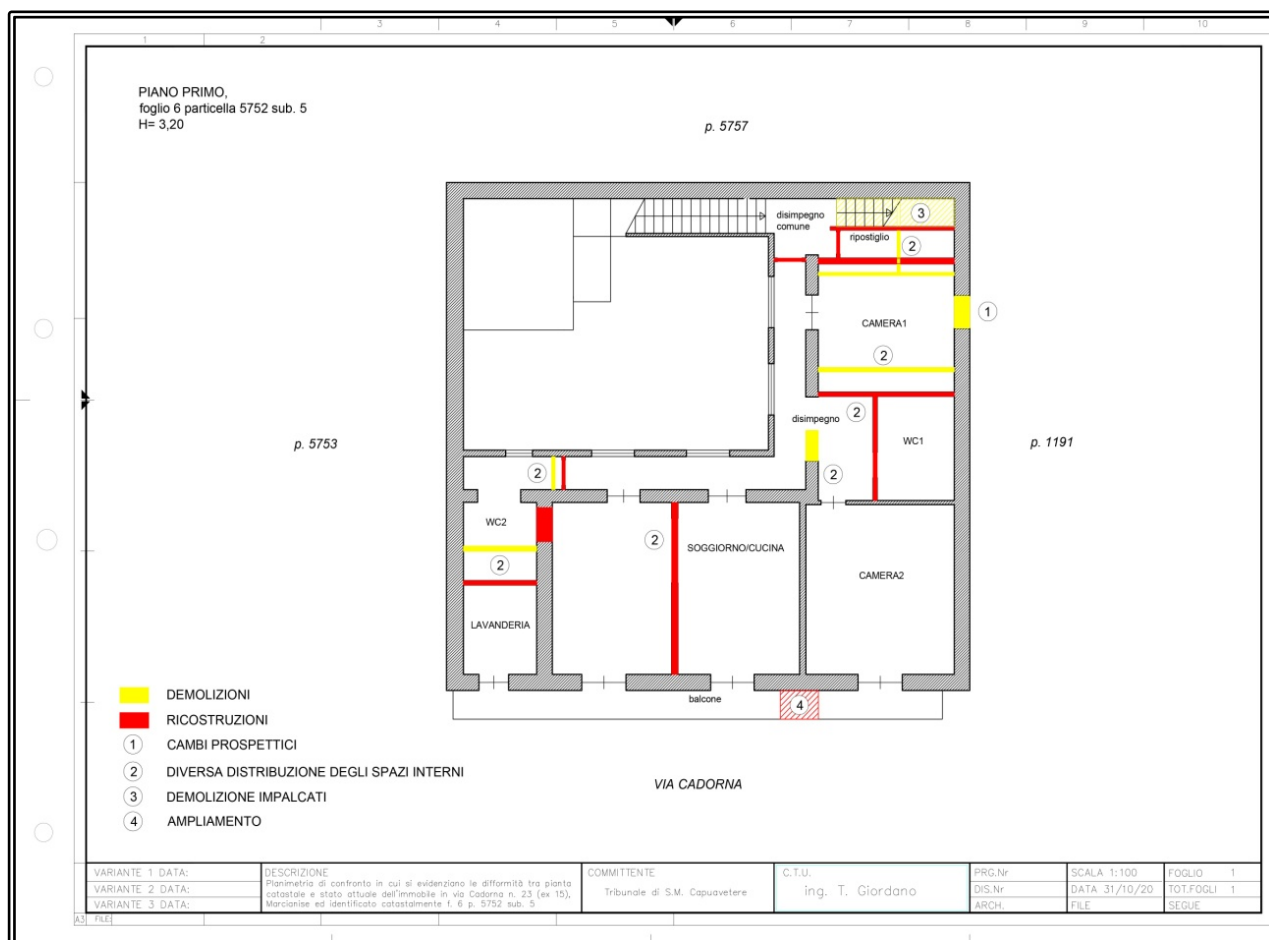 3 4 5 6 7 8 9 10
1 2
PIANO PRIMO,
foglio 6 particella 5752 sub. 5
H= 3,20
p. 5757
disimpegno
comune
3
ripostiglio
2
1
CAMERA1
2
disimpegno
2
WC1
p. 5753
p. 1191
2
2
WC2
2
SOGGIORNO/CUCINA
2
CAMERA2
LAVANDERIA
balcone
4
DEMOLIZIONI
RICOSTRUZIONI
1 CAMBI PROSPETTICI
2 DIVERSA DISTRIBUZIONE DEGLI SPAZI INTERNI
3 DEMOLIZIONE IMPALCATI
4 AMPLIAMENTO
VIA CADORNA
VARIANTE 1 DATA:
VARIANTE 2 DATA:
VARIANTE 3 DATA:
DESCRIZIONE
Planimetria di confronto in cui si evidenziano le difformità tra pianta
catastale e stato attuale dell'immobile in via Cadorna n. 23 (ex 15),
Marcianise ed identificato catastalmente f. 6 p. 5752 sub. 5
COMMITTENTE
Tribunale di S.M. Capuavetere
C.T.U.
ing. T. Giordano
PRG.Nr
DIS.Nr
ARCH.
SCALA 1:100
DATA 31/10/20
FILE
FOGLIO 1
TOT.FOGLI 1
SEGUE
A3 FILE: